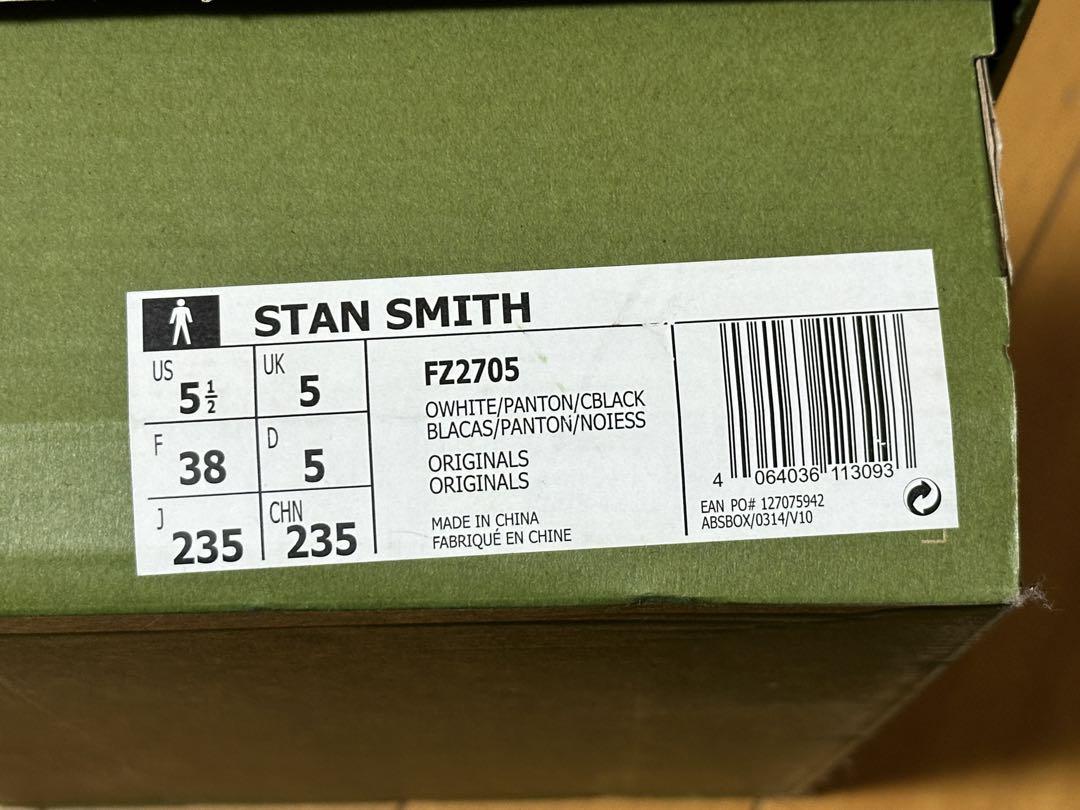 STAN SMITH
US 5 1/2
UK 5
F 38
D 5
J 235
CHN 235
FZ2705
OWHITE/PANTON/CBLACK
BLACAS/PANTON/NOIESS
ORIGINALS
ORIGINALS
MADE IN CHINA
FABRIQUÉ EN CHINE
4 064036 113093
EAN PO# 127075942
ABSBOX/0314/V10